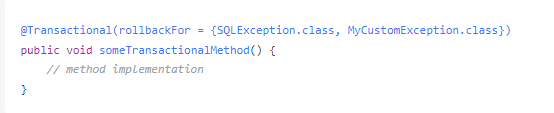 @Transactional(rollbackFor = {SQLException.class, MyCustomException.class})
public void someTransactionalMethod() {
    // method implementation
}